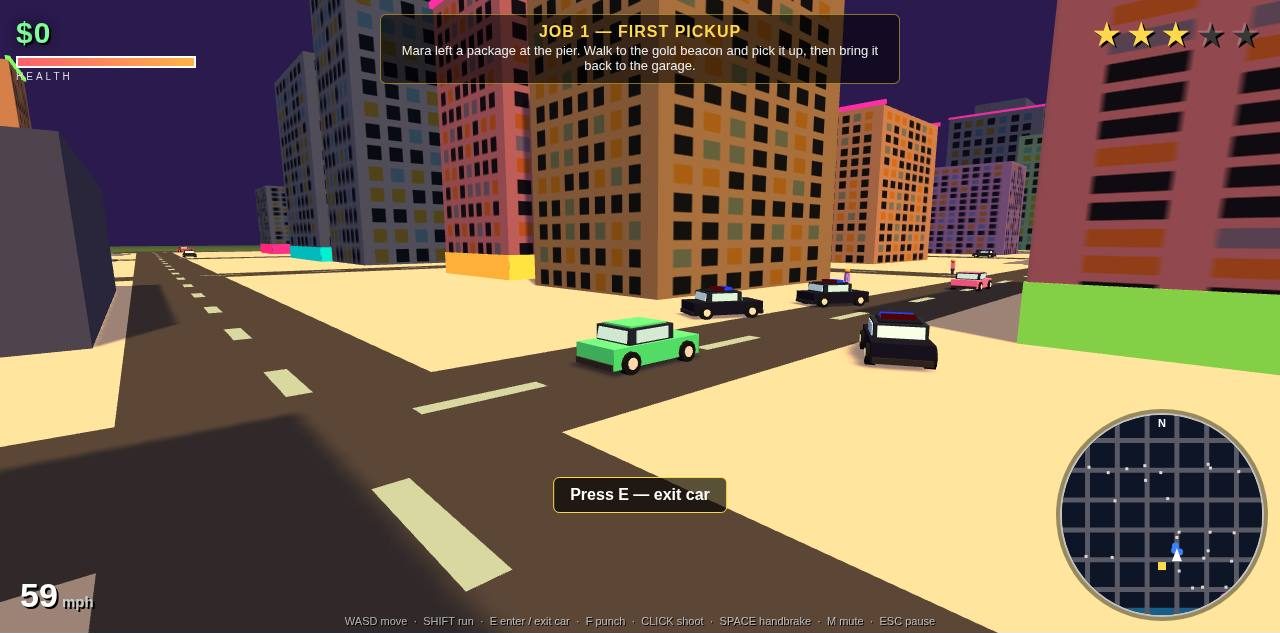 $0
HEALTH
JOB 1 — FIRST PICKUP
Mara left a package at the pier. Walk to the gold beacon and pick it up, then bring it
back to the garage.
N
Press E — exit car
59 mph
WASD move · SHIFT run · E enter / exit car · F punch · CLICK shoot · SPACE handbrake · M mute · ESC pause